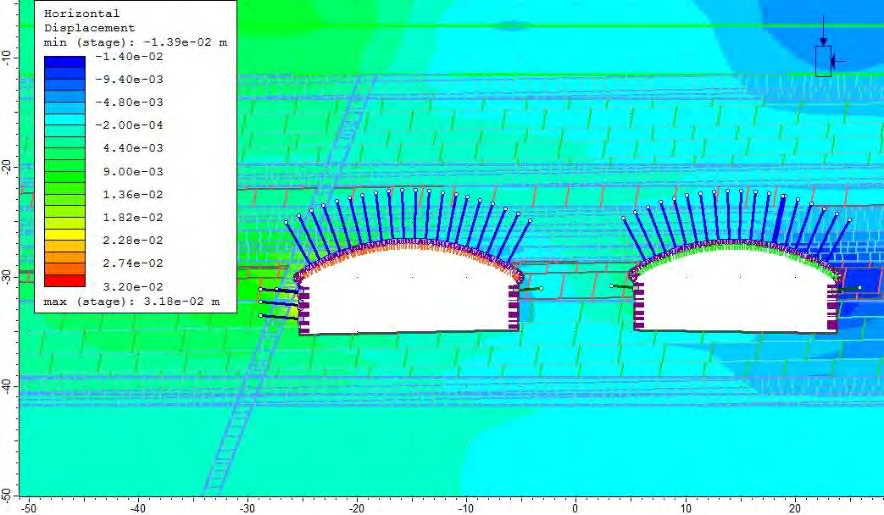 Horizontal
Displacement
min (stage): -1.39e-02 m
-1.40e-02
-9.40e-03
-4.80e-03
-2.00e-04
4.40e-03
9.00e-03
1.36e-02
1.82e-02
2.28e-02
2.74e-02
3.20e-02
max (stage): 3.18e-02 m
-10
-20
-30
-40
-50
-50
-40
-30
-20
-10
0
10
20